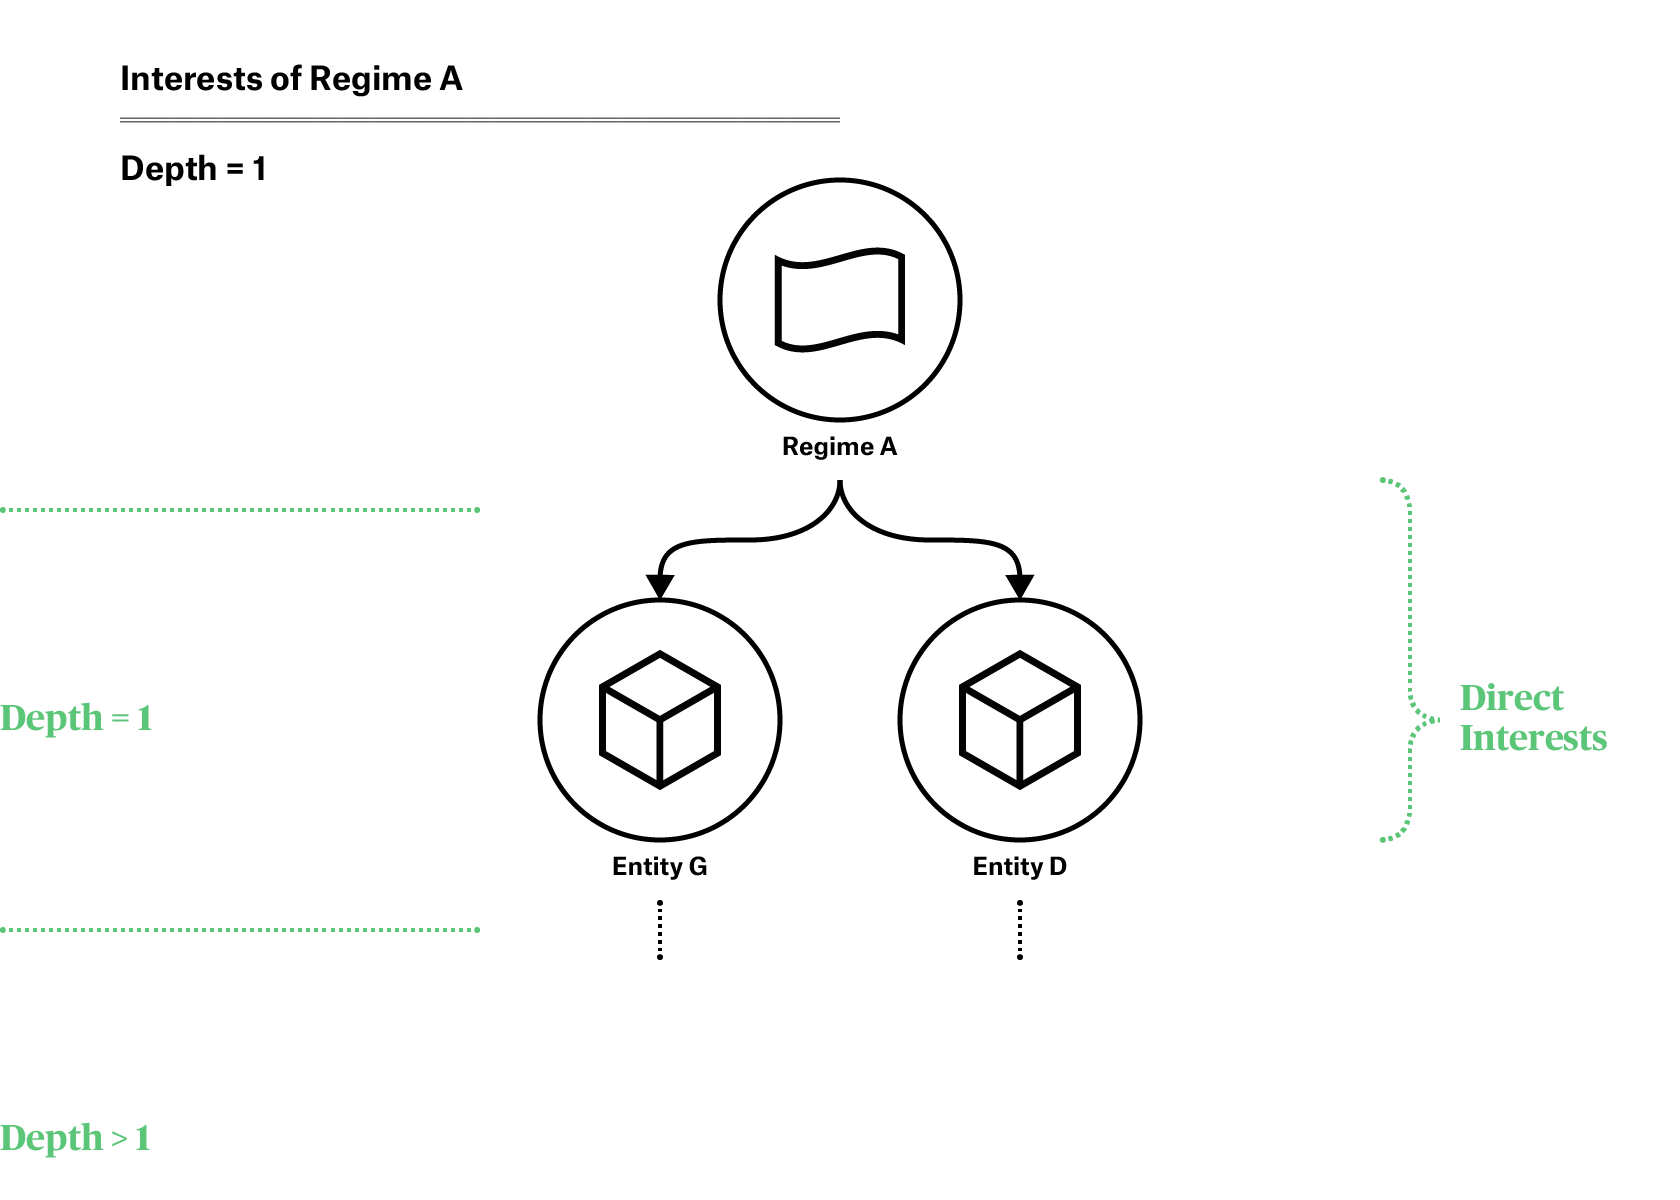 Interests of Regime A
Depth = 1
Regime A
Depth = 1
Direct
Interests
Entity G
Entity D
Depth > 1